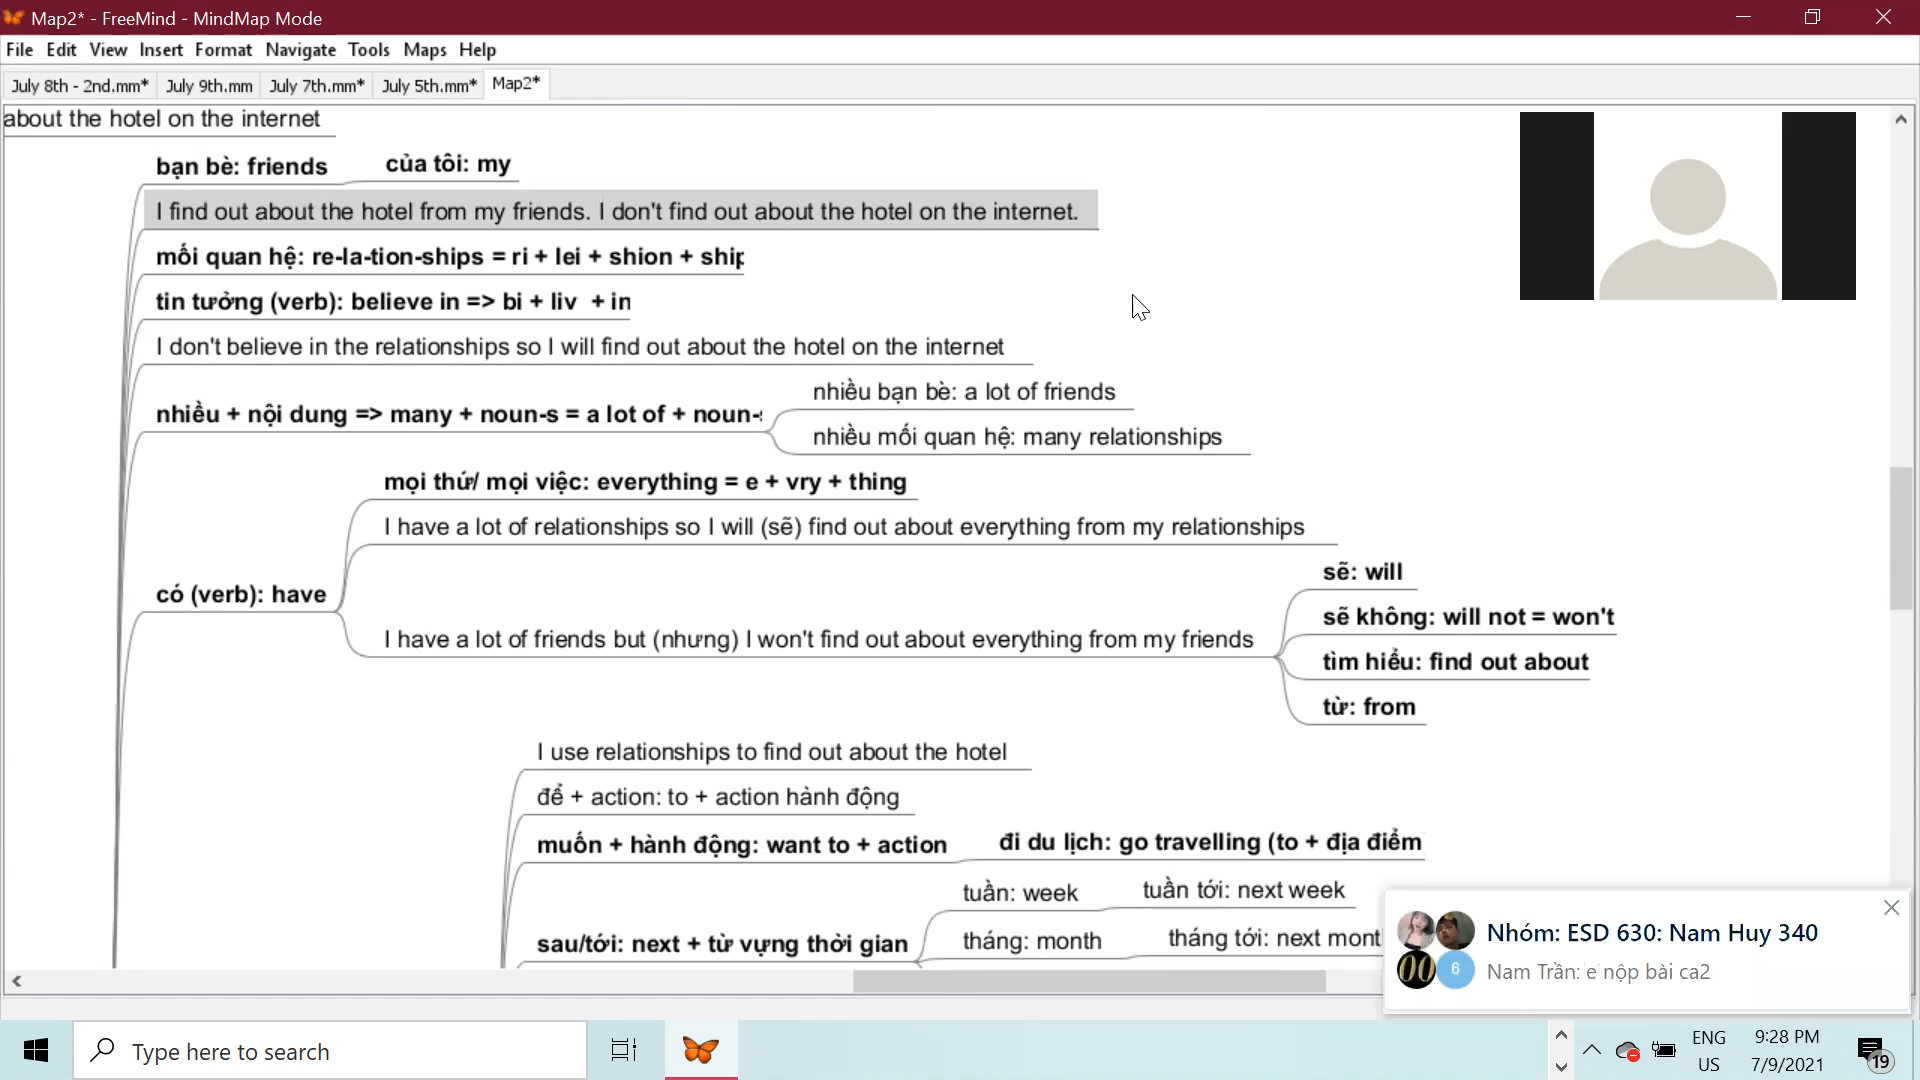 Map2* - FreeMind - MindMap Mode
File Edit View Insert Format Navigate Tools Maps Help
July 8th - 2nd.mm* July 9th.mm July 7th.mm* July 5th.mm* Map2*
about the hotel on the internet
bạn bè: friends
của tôi: my
I find out about the hotel from my friends. I don't find out about the hotel on the internet.
mối quan hệ: re-la-tion-ships = ri + lei + shion + ship
tin tưởng (verb): believe in => bi + liv + in
I don't believe in the relationships so I will find out about the hotel on the internet
nhiều + nội dung => many + noun-s = a lot of + noun-s
nhiều bạn bè: a lot of friends
nhiều mối quan hệ: many relationships
có (verb): have
mọi thứ/ mọi việc: everything = e + vry + thing
I have a lot of relationships so I will (sẽ) find out about everything from my relationships
I have a lot of friends but (nhưng) I won't find out about everything from my friends
sẽ: will
sẽ không: will not = won't
tìm hiểu: find out about
từ: from
I use relationships to find out about the hotel
để + action: to + action hành động
muốn + hành động: want to + action
đi du lịch: go travelling (to + địa điểm
sau/tới: next + từ vựng thời gian
tuần: week
tuần tới: next week
tháng: month
tháng tới: next mont
Nhóm: ESD 630: Nam Huy 340
Nam Trần: e nộp bài ca2
00
6
Type here to search
ENG
US
9:28 PM
7/9/2021
19